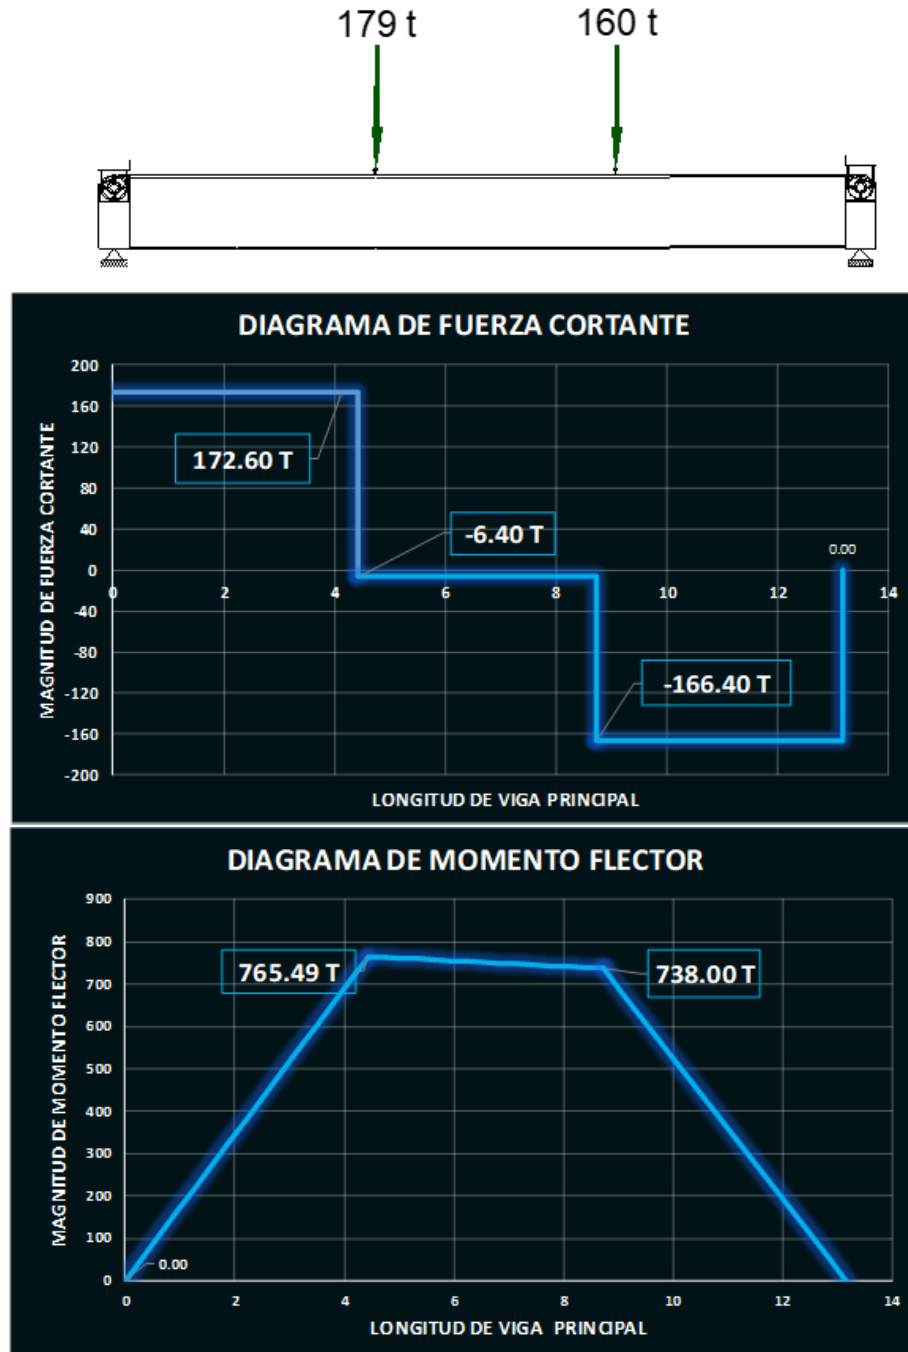 179 t 160 t
DIAGRAMA DE FUERZA CORTANTE
MAGNITUD DE FUERZA CORTANTE
200
160
120
80
40
0
-40
-80
-120
-160
-200
172.60 T
-6.40 T
0.00
0 2 4 6 8 10 12 14
-166.40 T
LONGITUD DE VIGA PRINCIPAL
DIAGRAMA DE MOMENTO FLECTOR
MAGNITUD DE MOMENTO FLECTOR
900
800
700
600
500
400
300
200
100
0
765.49 T
738.00 T
0.00
0 2 4 6 8 10 12 14
LONGITUD DE VIGA PRINCIPAL